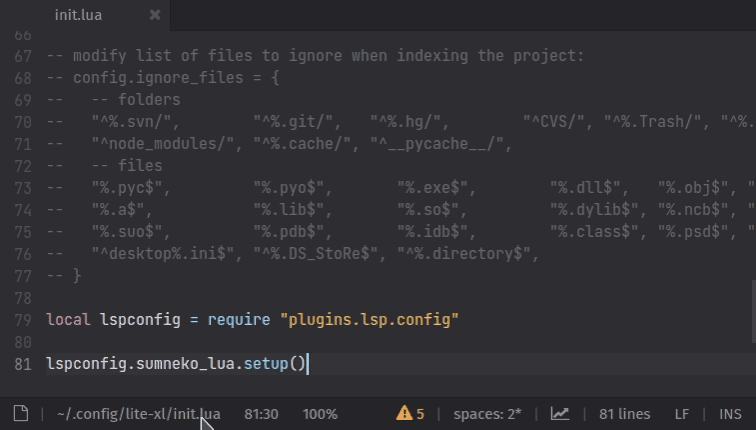 init.lua ×
66
67 -- modify list of files to ignore when indexing the project:
68 -- config.ignore_files = {
69 --   -- folders
70 --   "^%.svn/",        "^%.git/",   "^%.hg/",        "^CVS/", "^%.Trash/", "^%.
71 --   "^node_modules/", "^%.cache/", "^__pycache__/",
72 --   -- files
73 --   "%.pyc$",         "%.pyo$",       "%.exe$",        "%.dll$",   "%.obj$", "
74 --   "%.a$",           "%.lib$",       "%.so$",         "%.dylib$", "%.ncb$", "
75 --   "%.suo$",         "%.pdb$",       "%.idb$",        "%.class$", "%.psd$", "
76 --   "^desktop%.ini$", "^%.DS_StoRe$", "^%.directory$",
77 -- }
78
79 local lspconfig = require "plugins.lsp.config"
80
81 lspconfig.sumneko_lua.setup()
~/.config/lite-xl/init.lua 81:30 100% 5 | spaces: 2* | 81 lines | LF | INS